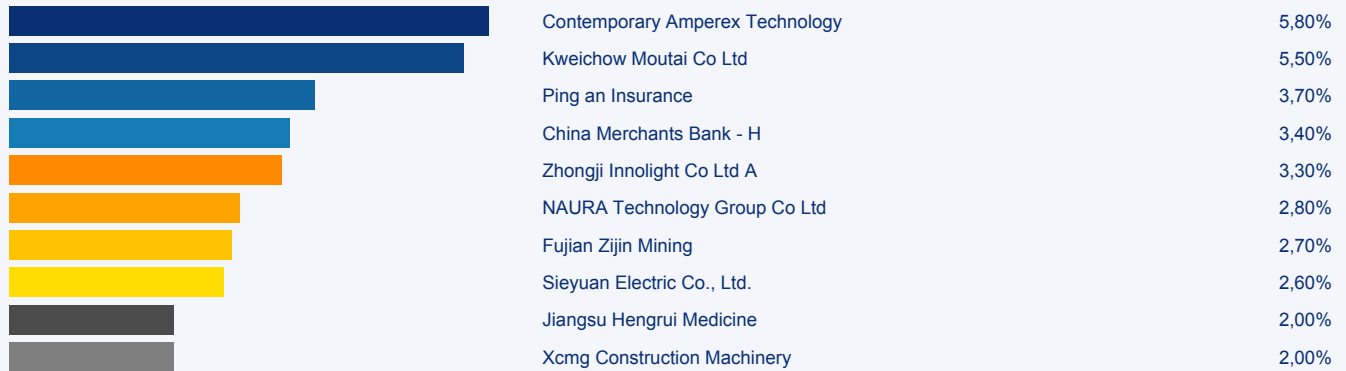 Contemporary Amperex Technology 5,80%
Kweichow Moutai Co Ltd 5,50%
Ping an Insurance 3,70%
China Merchants Bank - H 3,40%
Zhongji Innolight Co Ltd A 3,30%
NAURA Technology Group Co Ltd 2,80%
Fujian Zijin Mining 2,70%
Sieyuan Electric Co., Ltd. 2,60%
Jiangsu Hengrui Medicine 2,00%
Xcmg Construction Machinery 2,00%